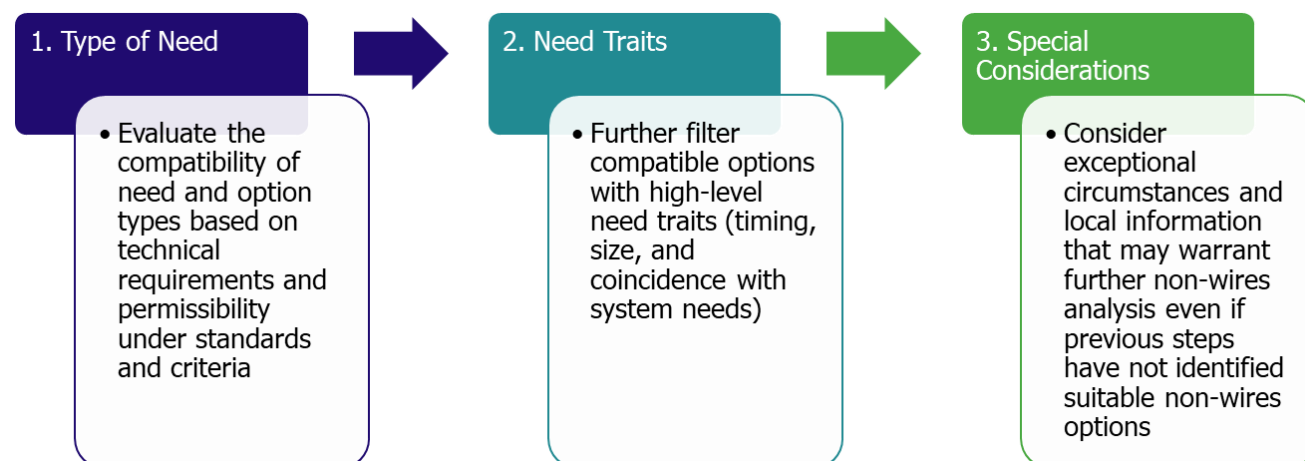 1. Type of Need
• Evaluate the
compatibility of
need and option
types based on
technical
requirements and
permissibility
under standards
and criteria
2. Need Traits
• Further filter
compatible options
with high-level
need traits (timing,
size, and
coincidence with
system needs)
3. Special
Considerations
• Consider
exceptional
circumstances and
local information
that may warrant
further non-wires
analysis even if
previous steps
have not identified
suitable non-wires
options